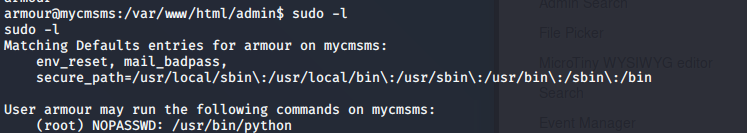 armour
armour@mycmsms:/var/www/html/admin$ sudo -l
sudo -l
Matching Defaults entries for armour on mycmsms:
    env_reset, mail_badpass,
    secure_path=/usr/local/sbin\:/usr/local/bin\:/usr/sbin\:/usr/bin\:/sbin\:/bin
User armour may run the following commands on mycmsms:
    (root) NOPASSWD: /usr/bin/python
Admin Search
File Picker
MicroTiny WYSIWYG editor
Search
Event Manager